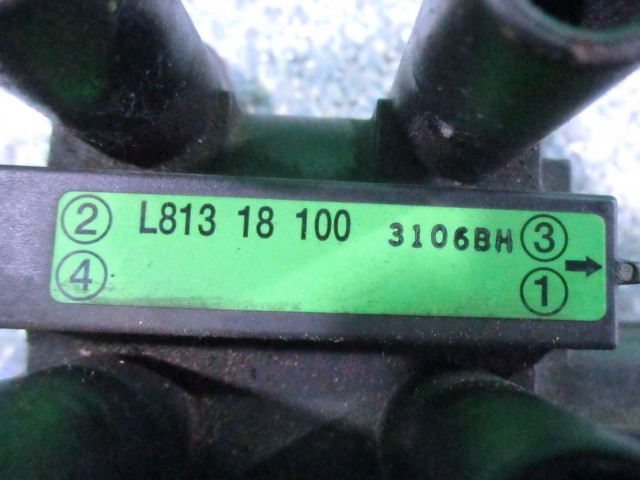 ② L813 18 100 3106BH ③
④ → ①